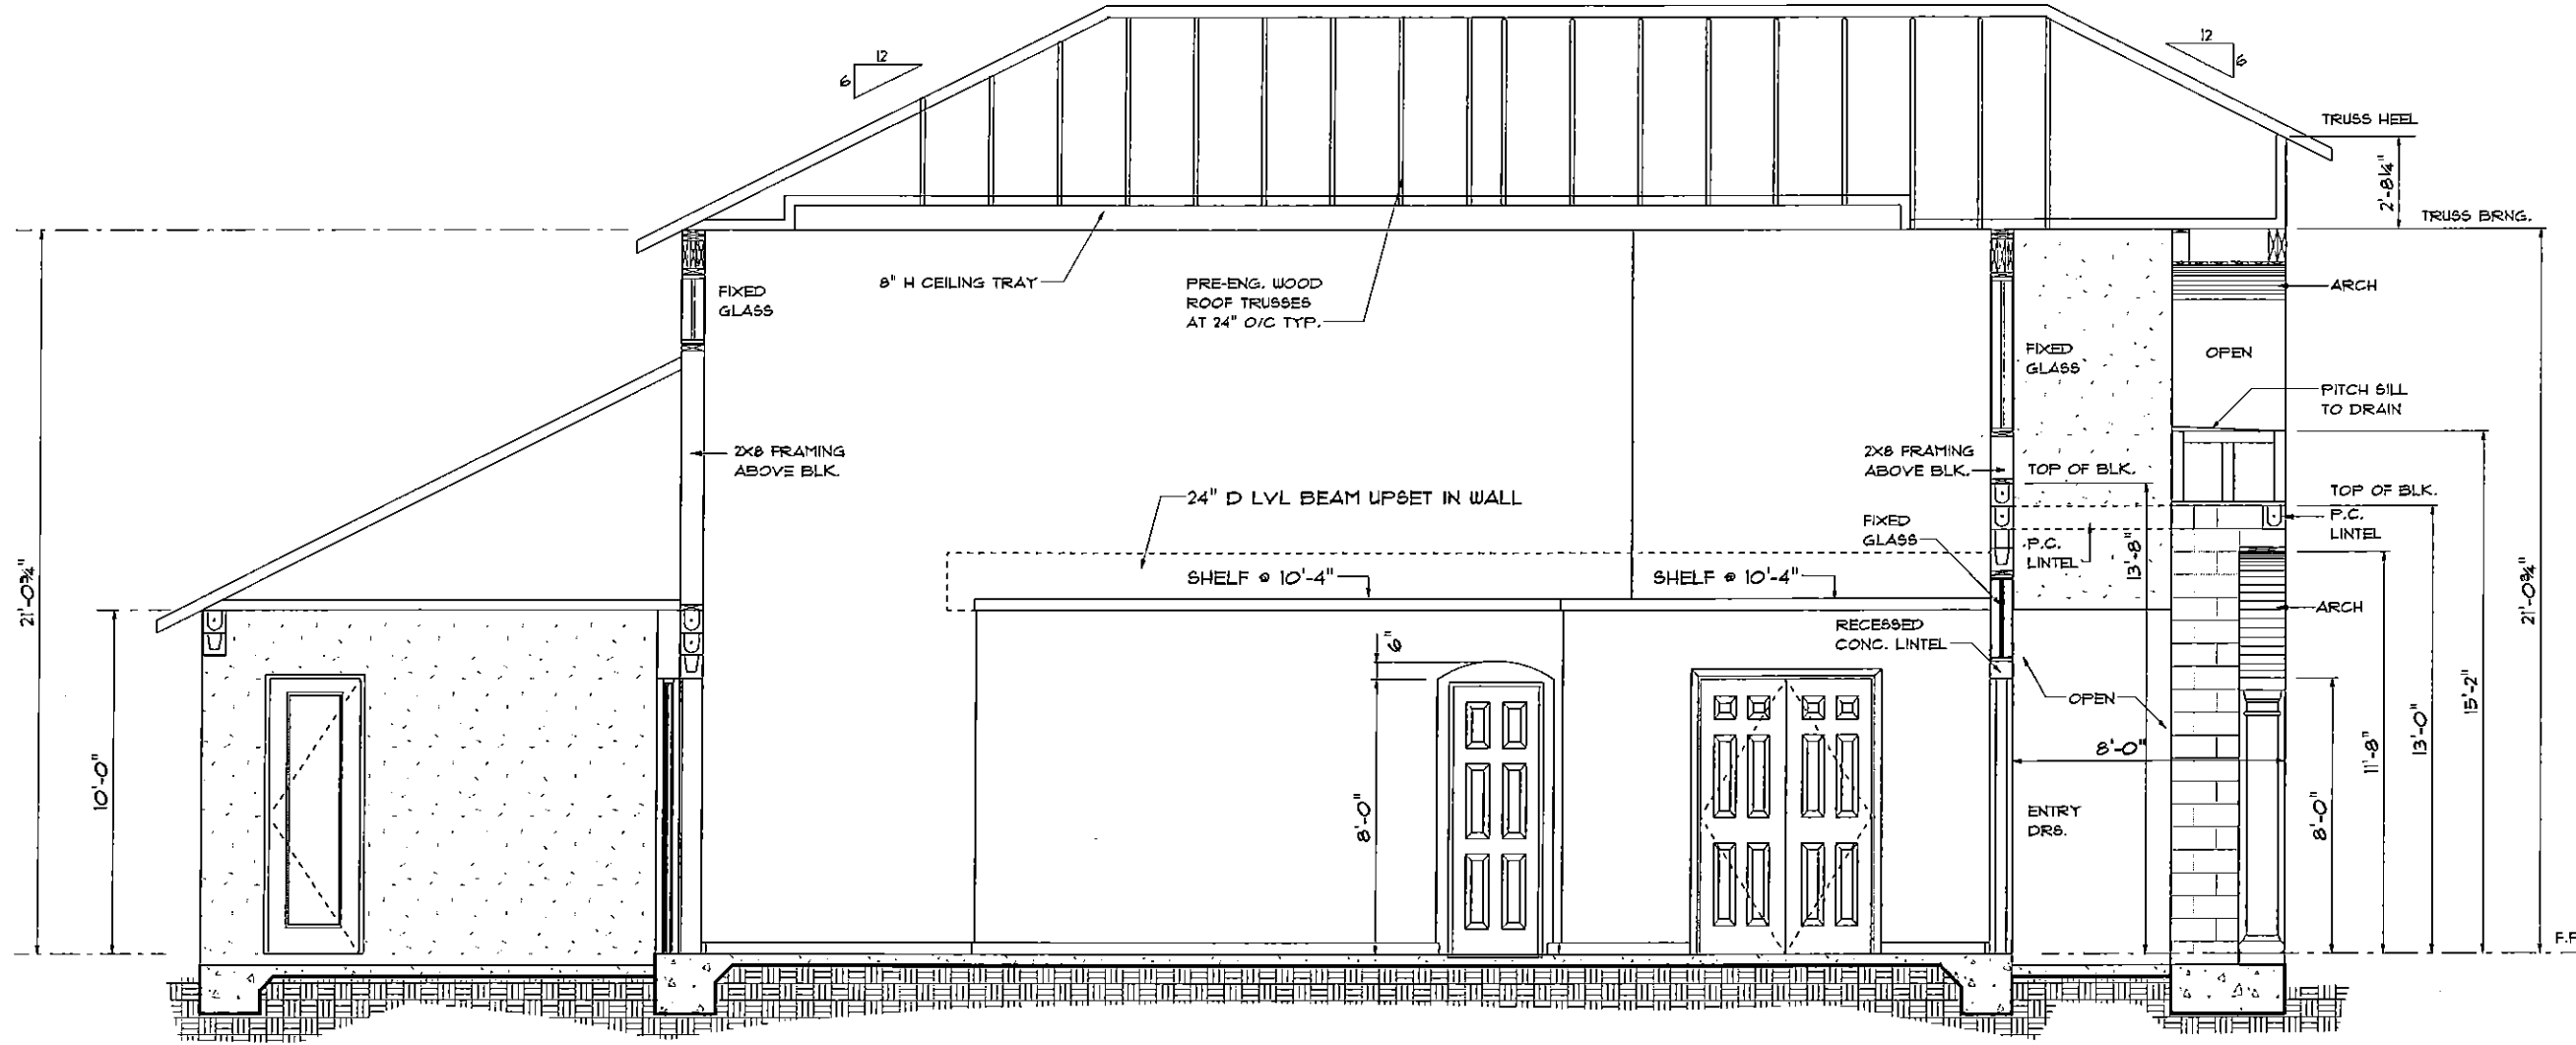 12
6
12
6
TRUSS HEEL
2'-8¼"
TRUSS BRNG.
8" H CEILING TRAY
PRE-ENG. WOOD
ROOF TRUSSES
AT 24" O/C TYP.
FIXED
GLASS
ARCH
FIXED
GLASS
OPEN
PITCH SILL
TO DRAIN
2X8 FRAMING
ABOVE BLK.
2X8 FRAMING
ABOVE BLK.
TOP OF BLK.
24" D LVL BEAM UPSET IN WALL
TOP OF BLK.
P.C.
LINTEL
FIXED
GLASS
P.C.
LINTEL
13'-8"
SHELF @ 10'-4"
SHELF @ 10'-4"
21'-0¾"
21'-0¾"
ARCH
RECESSED
CONC. LINTEL
6"
OPEN
15'-2"
13'-0"
11'-8"
8'-0"
10'-0"
8'-0"
8'-0"
ENTRY
DRS.
F.F